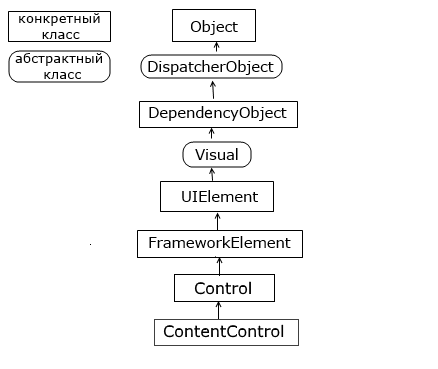 конкретный
класс
абстрактный
класс
Object
DispatcherObject
DependencyObject
Visual
UIElement
FrameworkElement
Control
ContentControl